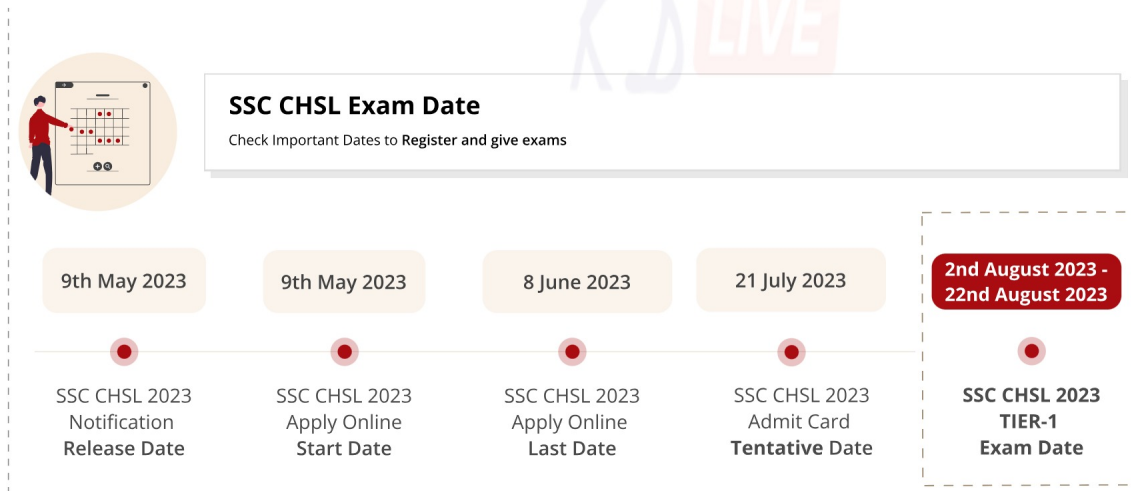 LIVE
SSC CHSL Exam Date
Check Important Dates to Register and give exams
9th May 2023
9th May 2023
8 June 2023
21 July 2023
2nd August 2023 -
22nd August 2023
SSC CHSL 2023
Notification
Release Date
SSC CHSL 2023
Apply Online
Start Date
SSC CHSL 2023
Apply Online
Last Date
SSC CHSL 2023
Admit Card
Tentative Date
SSC CHSL 2023
TIER-1
Exam Date